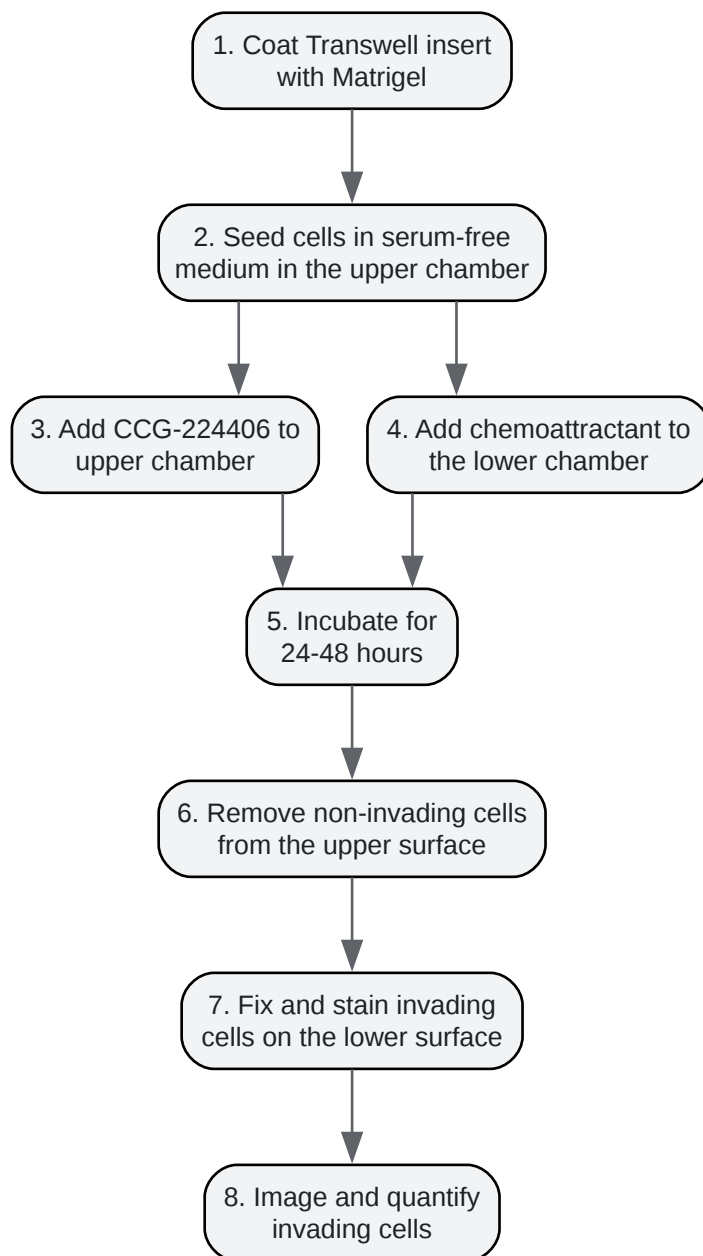 1. Coat Transwell insert
with Matrigel
2. Seed cells in serum-free
medium in the upper chamber
3. Add CCG-224406 to
upper chamber
4. Add chemoattractant to
the lower chamber
5. Incubate for
24-48 hours
6. Remove non-invading cells
from the upper surface
7. Fix and stain invading
cells on the lower surface
8. Image and quantify
invading cells